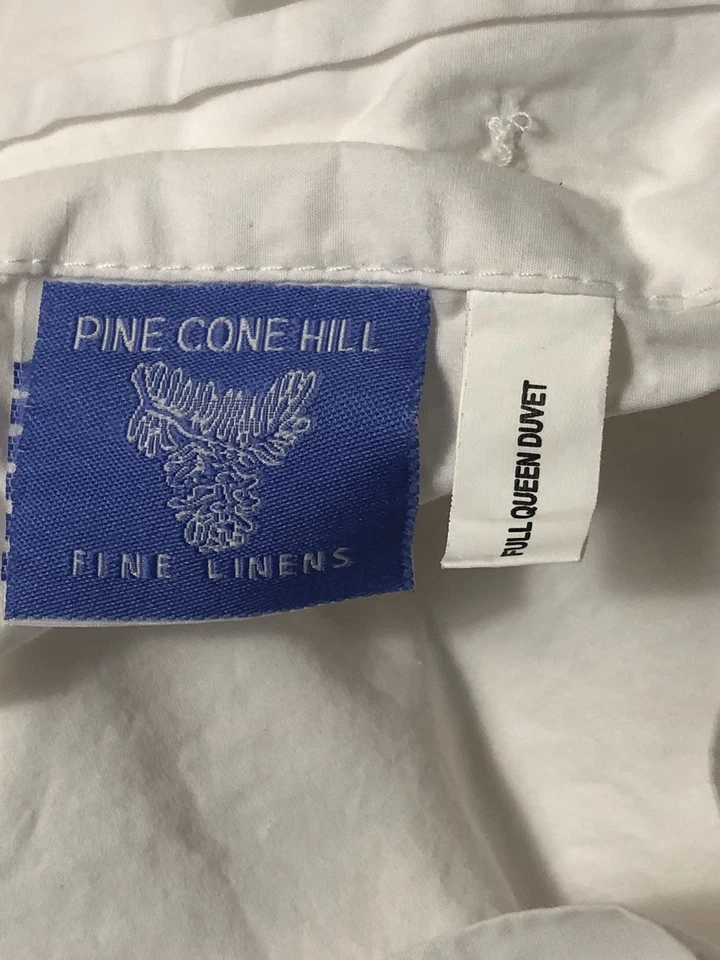 PINE CONE HILL
FINE LINENS
FULL QUEEN DUVET